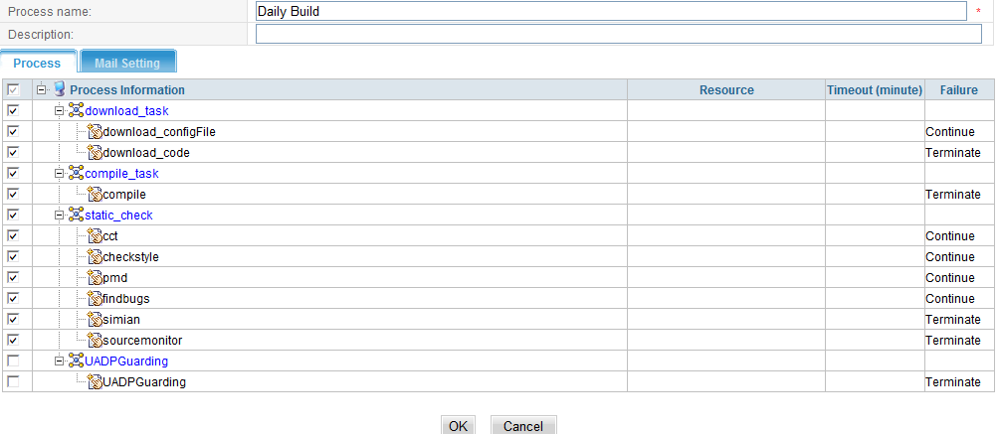 Process name: Daily Build *
Description:
Process Mail Setting
Process Information Resource Timeout (minute) Failure
download_task
download_configFile Continue
download_code Terminate
compile_task
compile Terminate
static_check
cct Continue
checkstyle Continue
pmd Continue
findbugs Continue
simian Terminate
sourcemonitor Terminate
UADPGuarding
UADPGuarding Terminate
OK Cancel